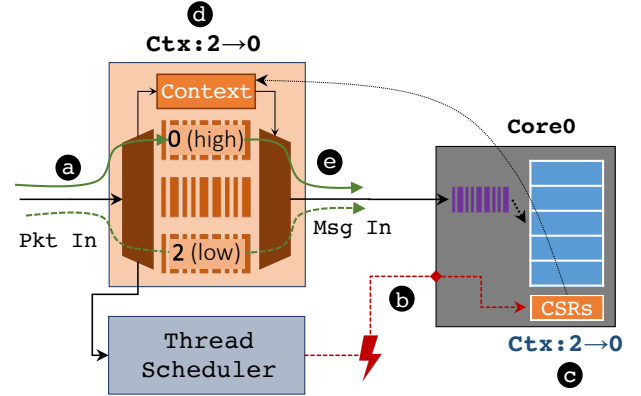 d
Ctx:2→0
Context
Core0
0 (high)
a
e
Pkt In
Msg In
2 (low)
b
CSRs
Thread
Scheduler
Ctx:2→0
c